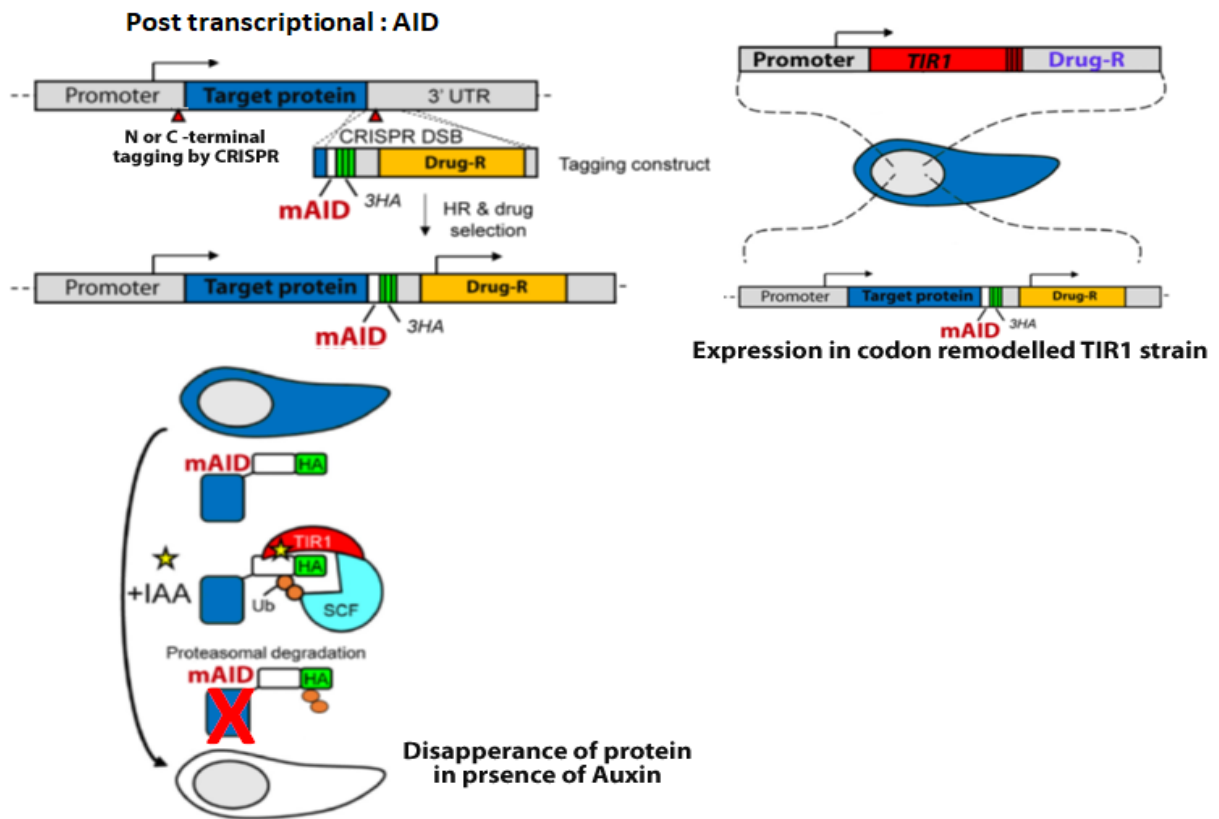 Post transcriptional : AID
Promoter Target protein 3' UTR
N or C -terminal
tagging by CRISPR
CRISPR DSB
Drug-R
Tagging construct
mAID 3HA
HR & drug
selection
Promoter Target protein Drug-R
mAID 3HA
mAID HA
+IAA
TIR1
HA
Ub
SCF
Proteasomal degradation
mAID HA
X
Disapperance of protein
in prsence of Auxin
Promoter TIR1 Drug-R
Promoter Target protein Drug-R
mAID 3HA
Expression in codon remodelled TIR1 strain